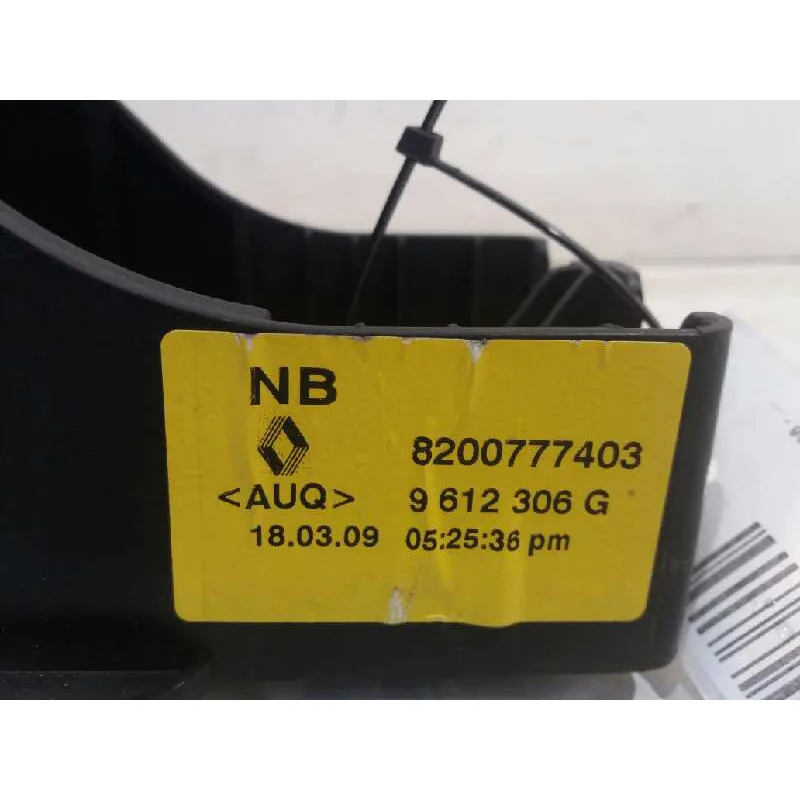 NB
8200777403
<AUQ> 9 612 306 G
18.03.09 05:25:36 pm